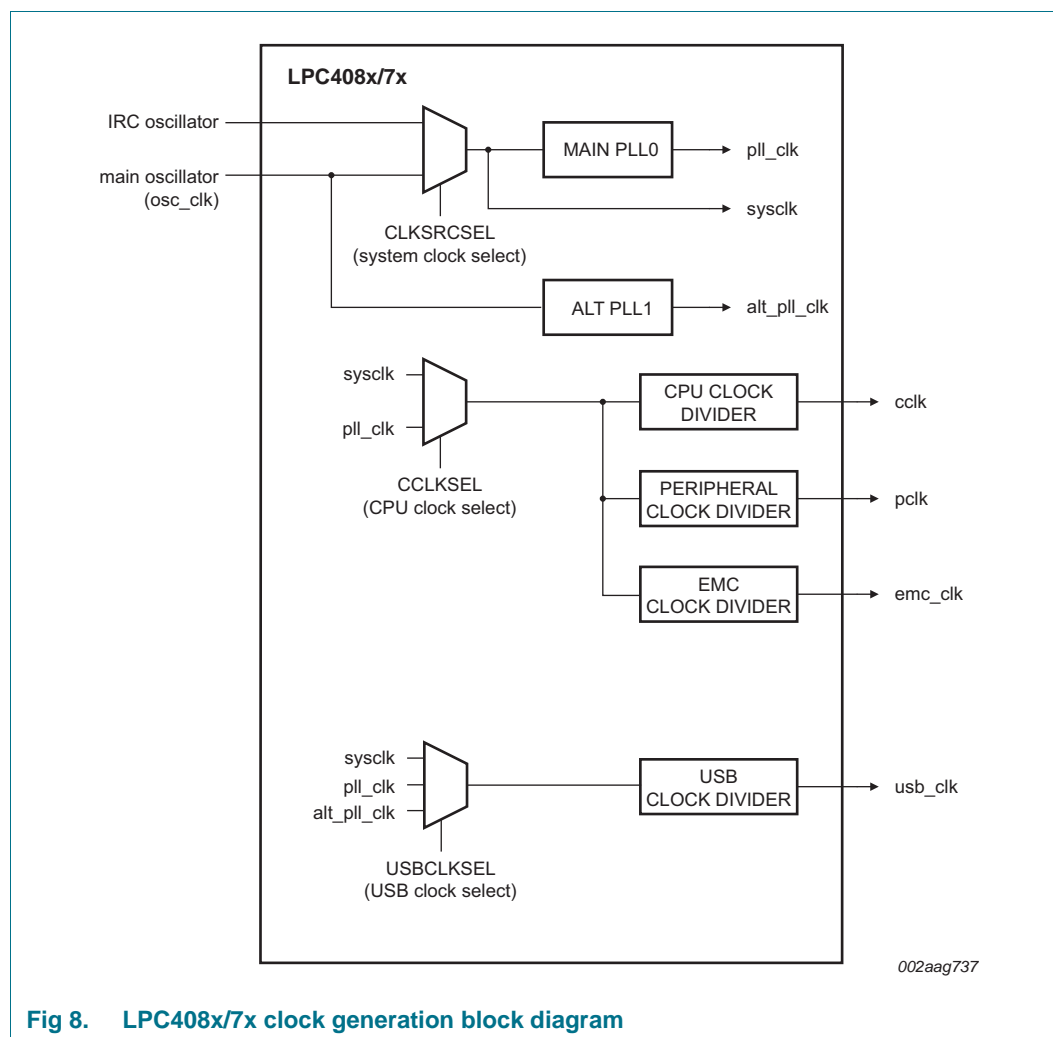 LPC408x/7x
IRC oscillator
MAIN PLL0
pll_clk
main oscillator
(osc_clk)
sysclk
CLKSRCSEL
(system clock select)
ALT PLL1
alt_pll_clk
sysclk
pll_clk
CPU CLOCK
DIVIDER
cclk
CCLKSEL
(CPU clock select)
PERIPHERAL
CLOCK DIVIDER
pclk
EMC
CLOCK DIVIDER
emc_clk
sysclk
pll_clk
alt_pll_clk
USB
CLOCK DIVIDER
usb_clk
USBCLKSEL
(USB clock select)
002aag737
Fig 8. LPC408x/7x clock generation block diagram